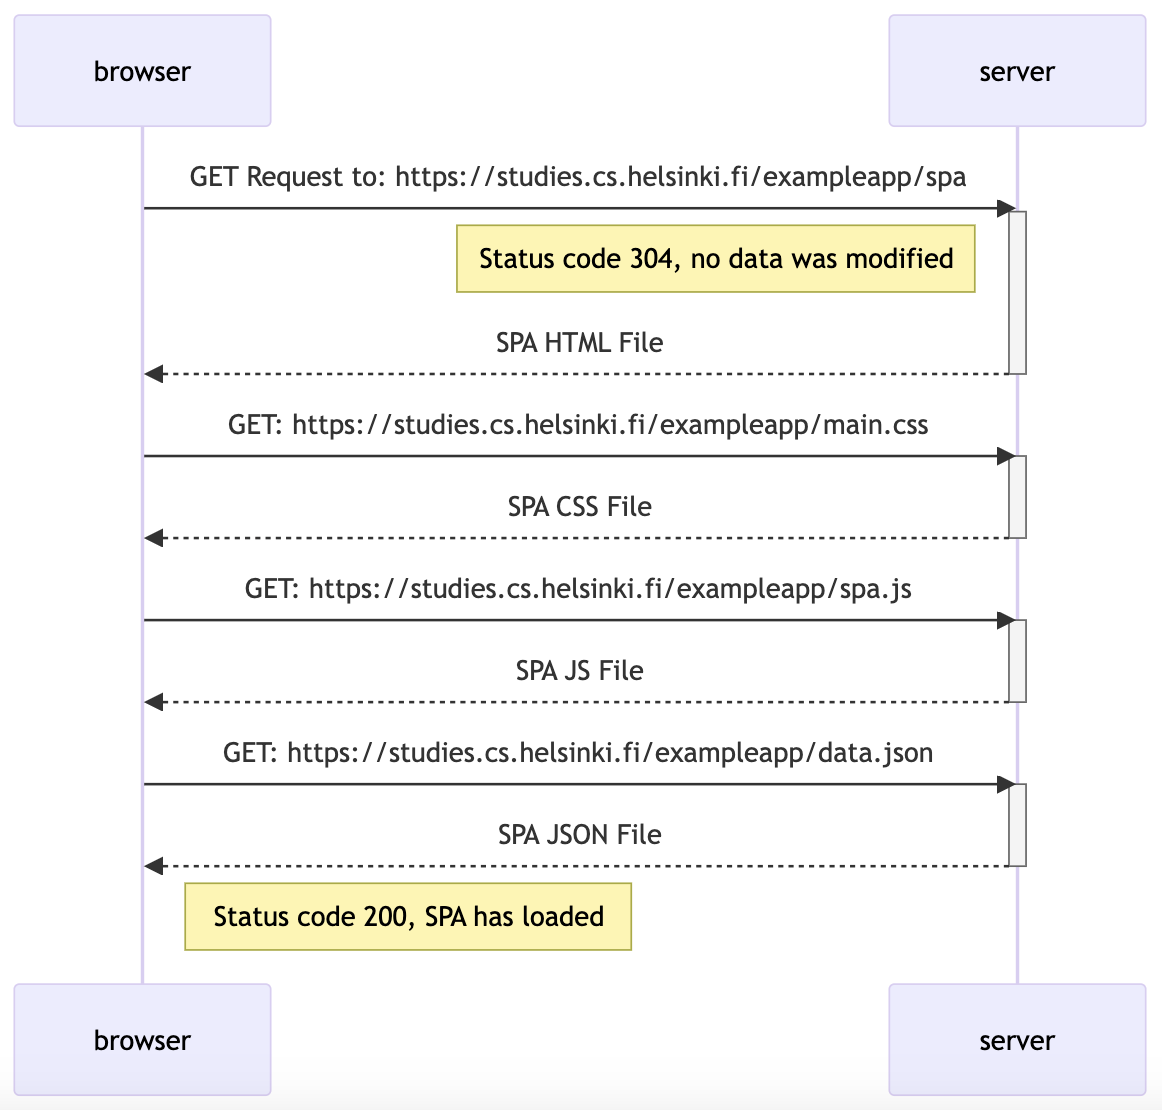 browser
server
GET Request to: https://studies.cs.helsinki.fi/exampleapp/spa
Status code 304, no data was modified
SPA HTML File
GET: https://studies.cs.helsinki.fi/exampleapp/main.css
SPA CSS File
GET: https://studies.cs.helsinki.fi/exampleapp/spa.js
SPA JS File
GET: https://studies.cs.helsinki.fi/exampleapp/data.json
SPA JSON File
Status code 200, SPA has loaded
browser
server